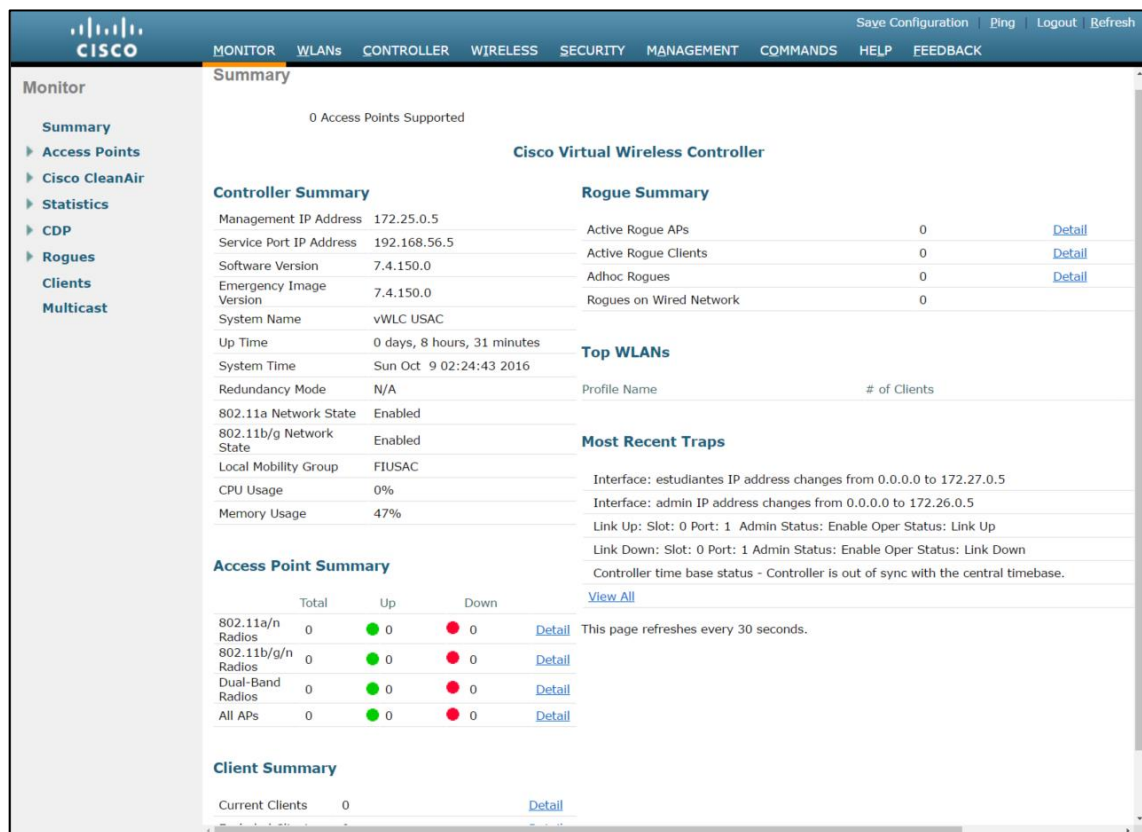 Save Configuration | Ping | Logout | Refresh
CISCO
MONITOR WLANs CONTROLLER WIRELESS SECURITY MANAGEMENT COMMANDS HELP FEEDBACK
Monitor
Summary
Access Points
Cisco CleanAir
Statistics
CDP
Rogues
Clients
Multicast
Summary
0 Access Points Supported
Cisco Virtual Wireless Controller
Controller Summary
Management IP Address 172.25.0.5
Service Port IP Address 192.168.56.5
Software Version 7.4.150.0
Emergency Image
Version 7.4.150.0
System Name vWLC USAC
Up Time 0 days, 8 hours, 31 minutes
System Time Sun Oct 9 02:24:43 2016
Redundancy Mode N/A
802.11a Network State Enabled
802.11b/g Network
State Enabled
Local Mobility Group FIUSAC
CPU Usage 0%
Memory Usage 47%
Access Point Summary
Total Up Down
802.11a/n
Radios 0 0 0 Detail
802.11b/g/n
Radios 0 0 0 Detail
Dual-Band
Radios 0 0 0 Detail
All APs 0 0 0 Detail
Client Summary
Current Clients 0 Detail
Rogue Summary
Active Rogue APs 0 Detail
Active Rogue Clients 0 Detail
Adhoc Rogues 0 Detail
Rogues on Wired Network 0
Top WLANs
Profile Name # of Clients
Most Recent Traps
Interface: estudiantes IP address changes from 0.0.0.0 to 172.27.0.5
Interface: admin IP address changes from 0.0.0.0 to 172.26.0.5
Link Up: Slot: 0 Port: 1 Admin Status: Enable Oper Status: Link Up
Link Down: Slot: 0 Port: 1 Admin Status: Enable Oper Status: Link Down
Controller time base status - Controller is out of sync with the central timebase.
View All
This page refreshes every 30 seconds.